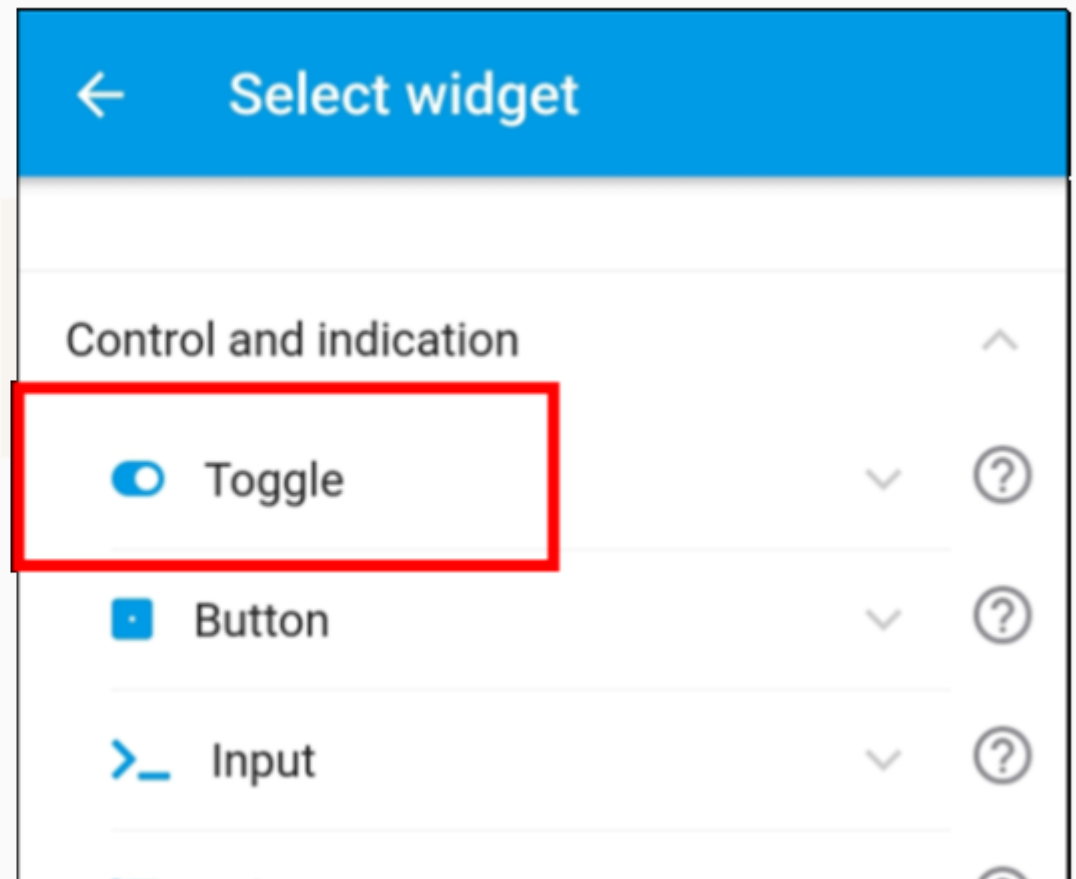 Select widget
Control and indication
Toggle
Button
Input